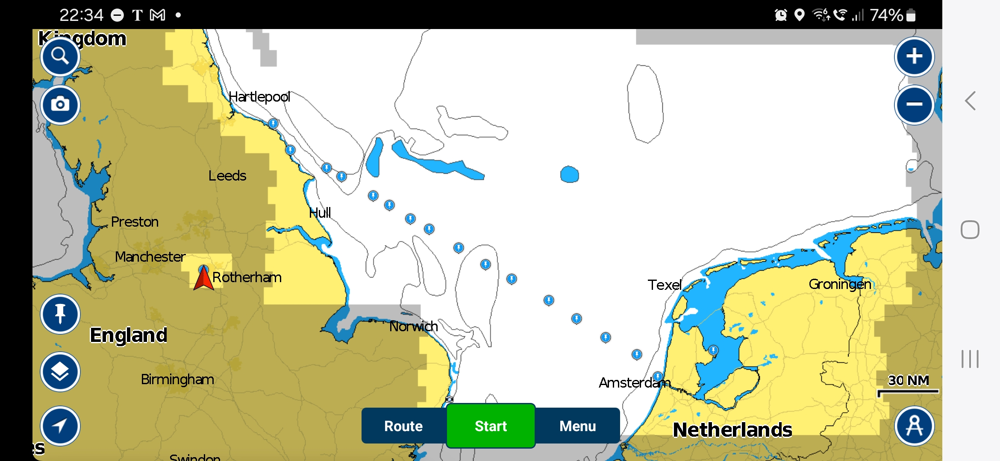 22:34
74%
Kingdom
Hartlepool
Leeds
Hull
Preston
Manchester
Rotherham
Texel
Groningen
Norwich
England
Birmingham
Amsterdam
30 NM
Route
Start
Menu
Netherlands
es
Swindon